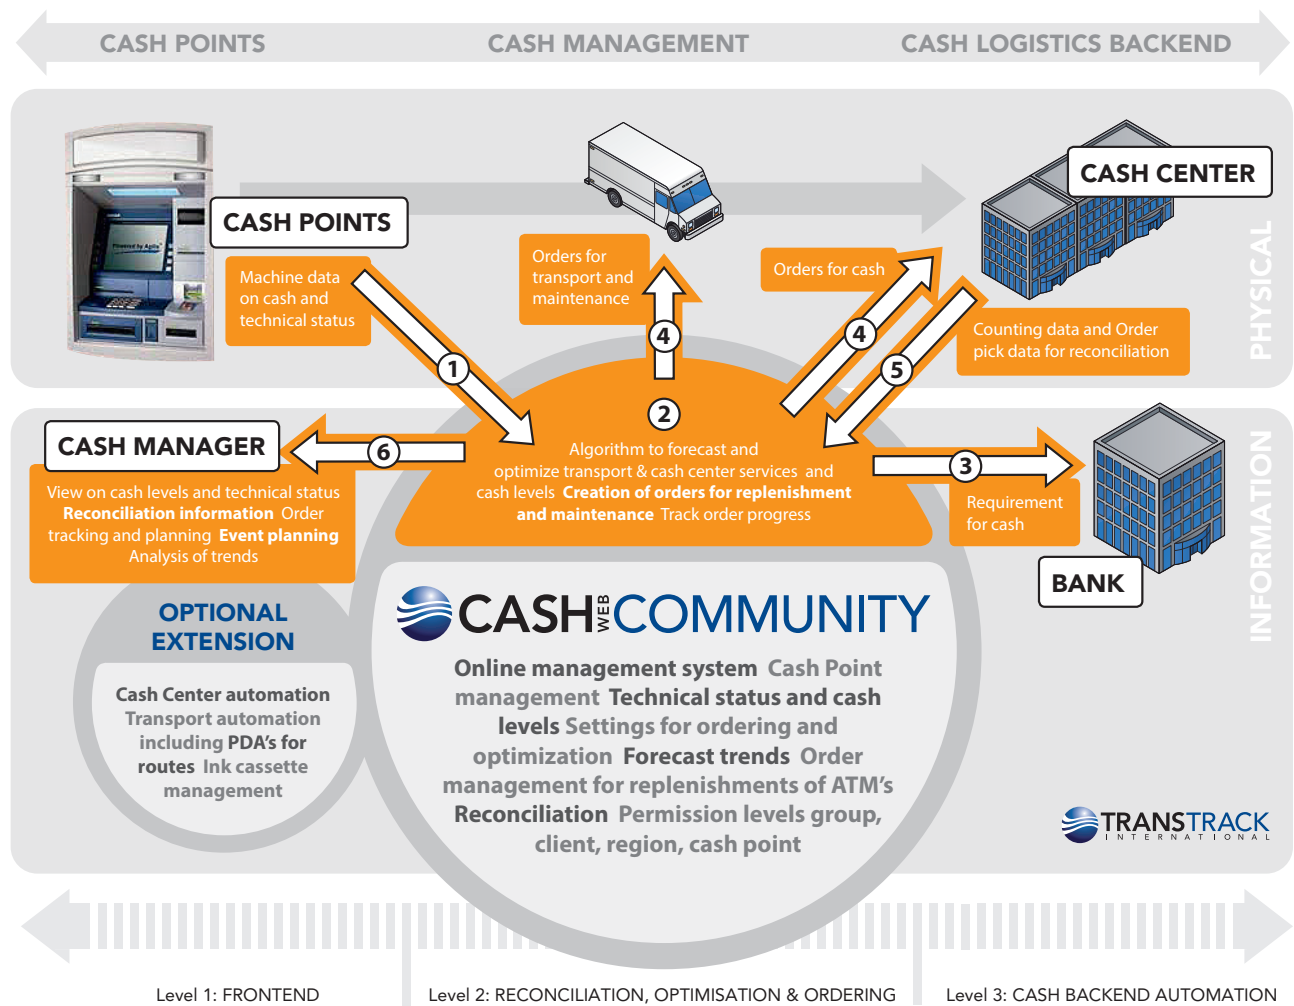 CASH POINTS
CASH MANAGEMENT
CASH LOGISTICS BACKEND
PHYSICAL
CASH CENTER
CASH POINTS
Powered by Agilis
Machine data
on cash and
technical status
Orders for
transport and
maintenance
Orders for cash
Counting data and Order
pick data for reconciliation
1
4
4
5
2
Algorithm to forecast and
optimize transport & cash center services and
cash levels Creation of orders for replenishment
and maintenance Track order progress
6
3
CASH MANAGER
View on cash levels and technical status
Reconciliation information Order
tracking and planning Event planning
Analysis of trends
Requirement
for cash
BANK
INFORMATION
OPTIONAL
EXTENSION
Cash Center automation
Transport automation
including PDA's for
routes Ink cassette
management
CASH WEB COMMUNITY
Online management system Cash Point
management Technical status and cash
levels Settings for ordering and
optimization Forecast trends Order
management for replenishments of ATM's
Reconciliation Permission levels group,
client, region, cash point
TRANSTRACK
INTERNATIONAL
Level 1: FRONTEND
Level 2: RECONCILIATION, OPTIMISATION & ORDERING
Level 3: CASH BACKEND AUTOMATION